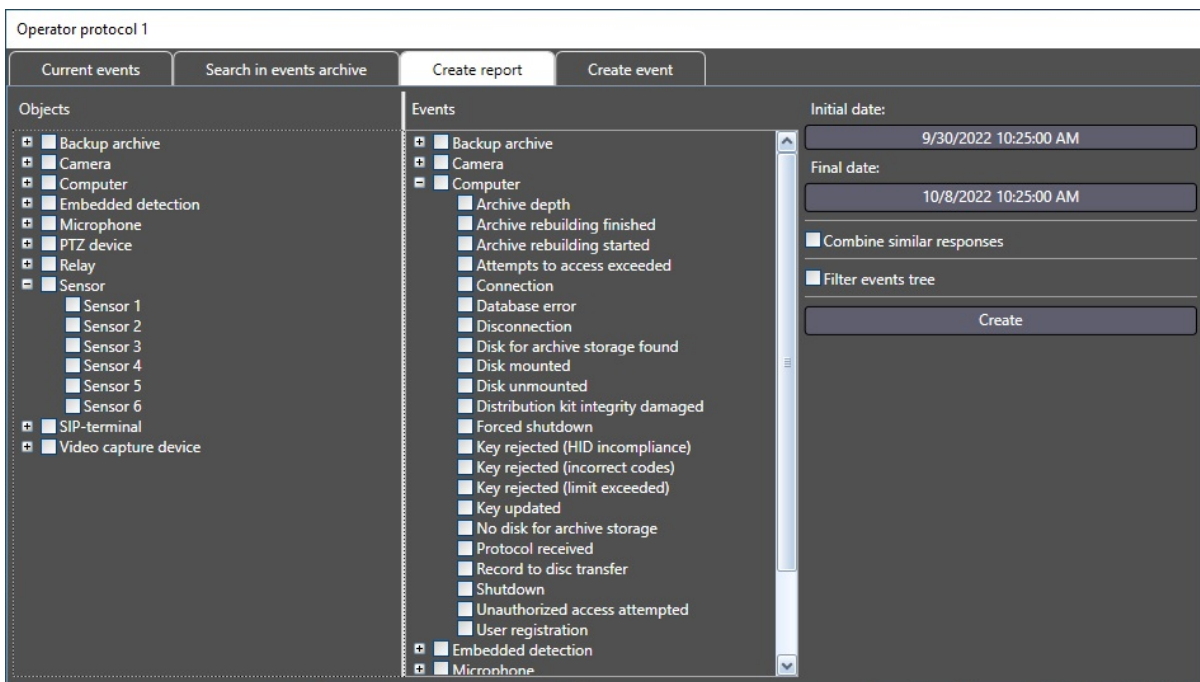 Operator protocol 1
Current events
Search in events archive
Create report
Create event
Objects
Backup archive
Camera
Computer
Embedded detection
Microphone
PTZ device
Relay
Sensor
Sensor 1
Sensor 2
Sensor 3
Sensor 4
Sensor 5
Sensor 6
SIP-terminal
Video capture device
Events
Backup archive
Camera
Computer
Archive depth
Archive rebuilding finished
Archive rebuilding started
Attempts to access exceeded
Connection
Database error
Disconnection
Disk for archive storage found
Disk mounted
Disk unmounted
Distribution kit integrity damaged
Forced shutdown
Key rejected (HID incompliance)
Key rejected (incorrect codes)
Key rejected (limit exceeded)
Key updated
No disk for archive storage
Protocol received
Record to disc transfer
Shutdown
Unauthorized access attempted
User registration
Embedded detection
Microphone
Initial date:
9/30/2022 10:25:00 AM
Final date:
10/8/2022 10:25:00 AM
Combine similar responses
Filter events tree
Create